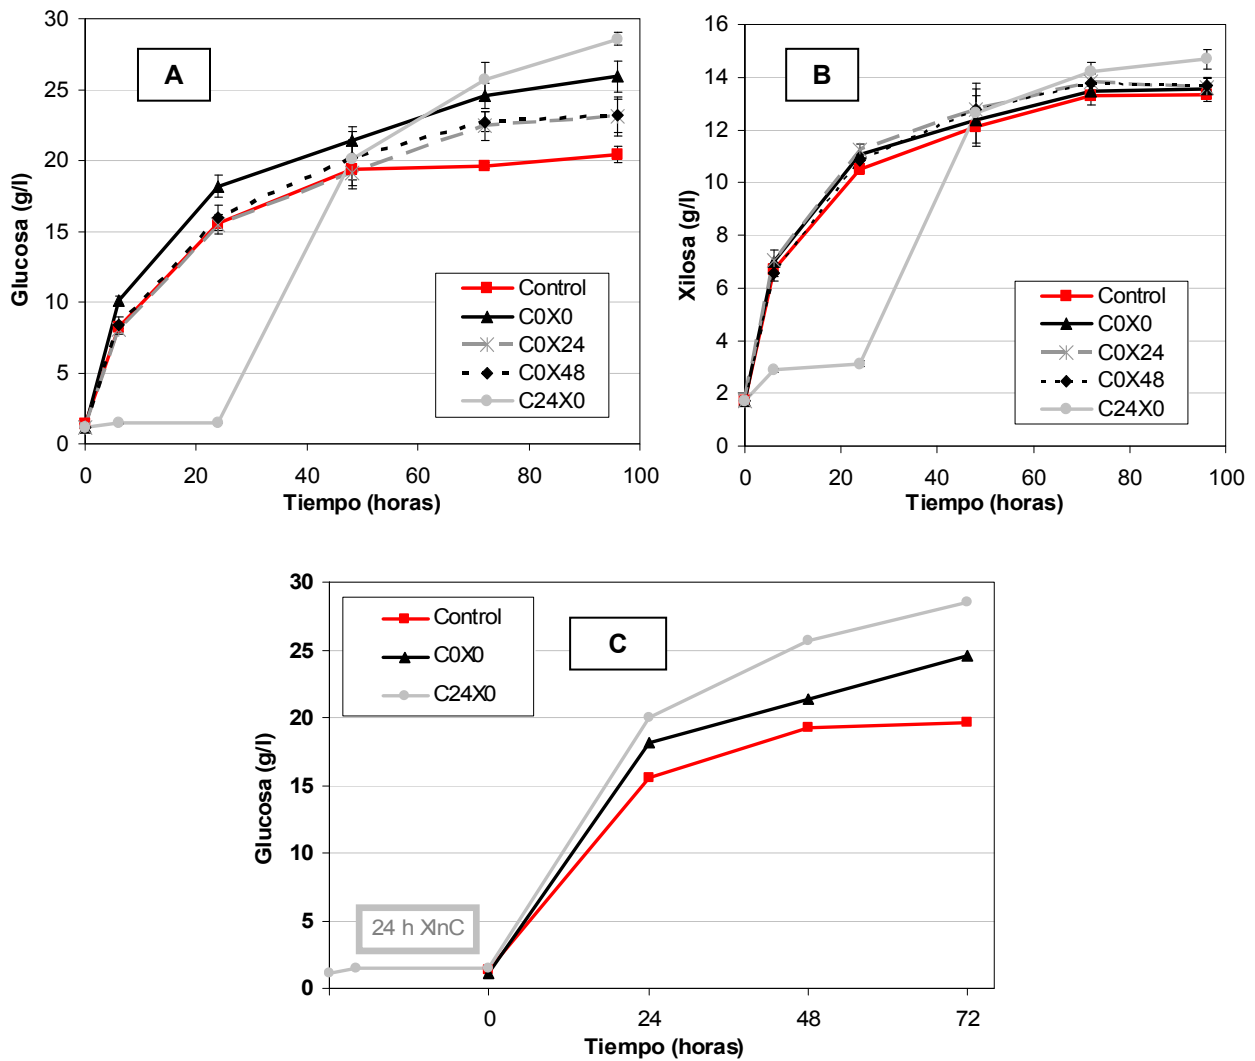 A
Glucosa (g/l)
30
25
20
15
10
5
0
0 20 40 60 80 100
Tiempo (horas)
Control
C0X0
C0X24
C0X48
C24X0
B
Xilosa (g/l)
16
14
12
10
8
6
4
2
0
0 20 40 60 80 100
Tiempo (horas)
Control
C0X0
C0X24
C0X48
C24X0
C
Glucosa (g/l)
30
25
20
15
10
5
0
Control
C0X0
C24X0
24 h XlnC
0 24 48 72
Tiempo (horas)